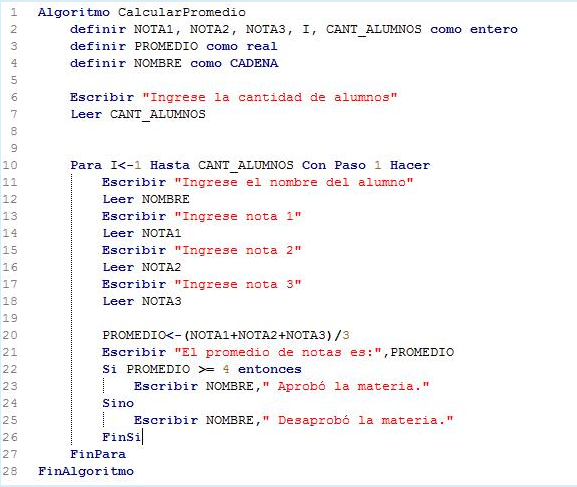 1 Algoritmo CalcularPromedio
2 definir NOTA1, NOTA2, NOTA3, I, CANT_ALUMNOS como entero
3 definir PROMEDIO como real
4 definir NOMBRE como CADENA
5
6 Escribir "Ingrese la cantidad de alumnos"
7 Leer CANT_ALUMNOS
8
9
10 Para I<-1 Hasta CANT_ALUMNOS Con Paso 1 Hacer
11 Escribir "Ingrese el nombre del alumno"
12 Leer NOMBRE
13 Escribir "Ingrese nota 1"
14 Leer NOTA1
15 Escribir "Ingrese nota 2"
16 Leer NOTA2
17 Escribir "Ingrese nota 3"
18 Leer NOTA3
19
20 PROMEDIO<-(NOTA1+NOTA2+NOTA3)/3
21 Escribir "El promedio de notas es:",PROMEDIO
22 Si PROMEDIO >= 4 entonces
23 Escribir NOMBRE," Aprobó la materia."
24 Sino
25 Escribir NOMBRE," Desaprobó la materia."
26 FinSi
27 FinPara
28 FinAlgoritmo